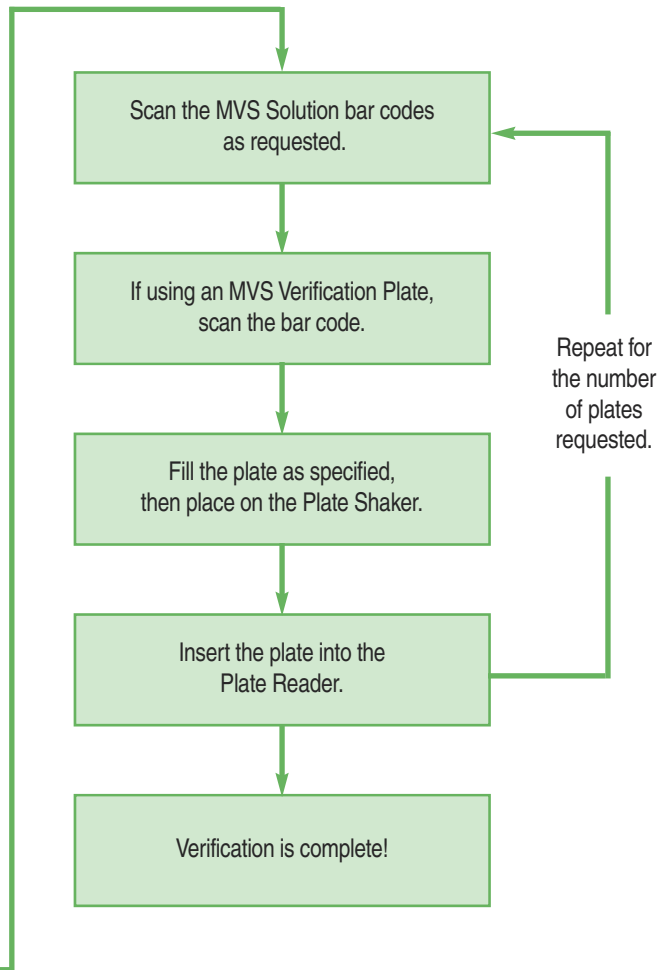 Scan the MVS Solution bar codes
as requested.
If using an MVS Verification Plate,
scan the bar code.
Fill the plate as specified,
then place on the Plate Shaker.
Insert the plate into the
Plate Reader.
Repeat for
the number
of plates
requested.
Verification is complete!